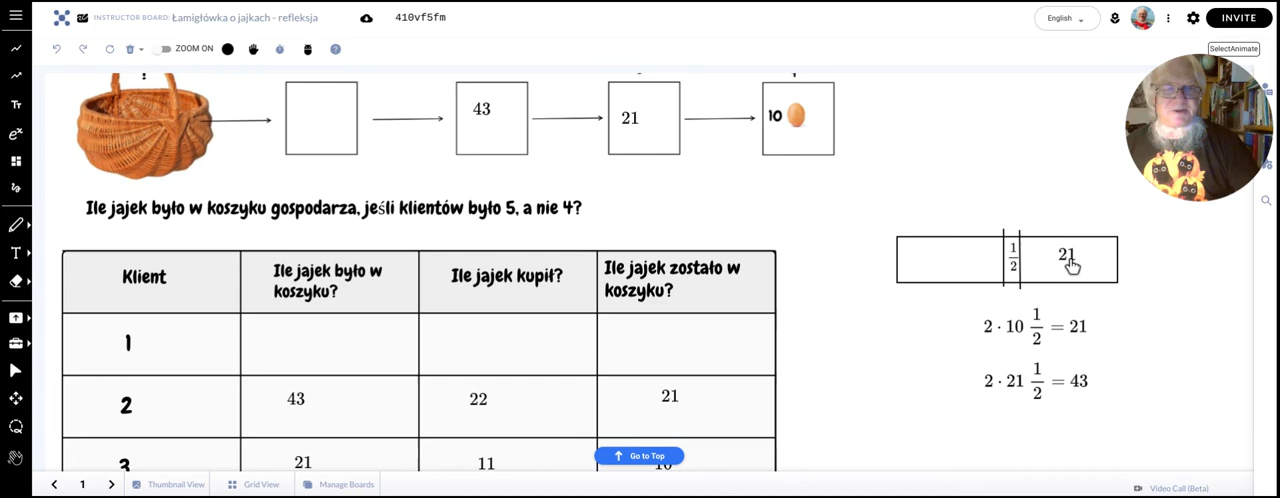 INSTRUCTOR BOARD: Łamigłówka o jajkach - refleksja
410vf5fm
English
INVITE
ZOOM ON
SelectAnimate
43
21
10
Ile jajek było w koszyku gospodarza, jeśli klientów było 5, a nie 4?
Klient
Ile jajek było w koszyku?
Ile jajek kupił?
Ile jajek zostało w koszyku?
1
2
43
22
21
3
21
11
10
1/2
21
2 · 10 1/2 = 21
2 · 21 1/2 = 43
Go to Top
1
Thumbnail View
Grid View
Manage Boards
Video Call (Beta)